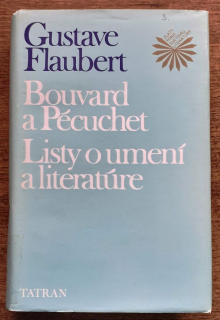 Gustave
Flaubert
Bouvard
a Pécuchet
Listy o umení
a literatúre
TATRAN